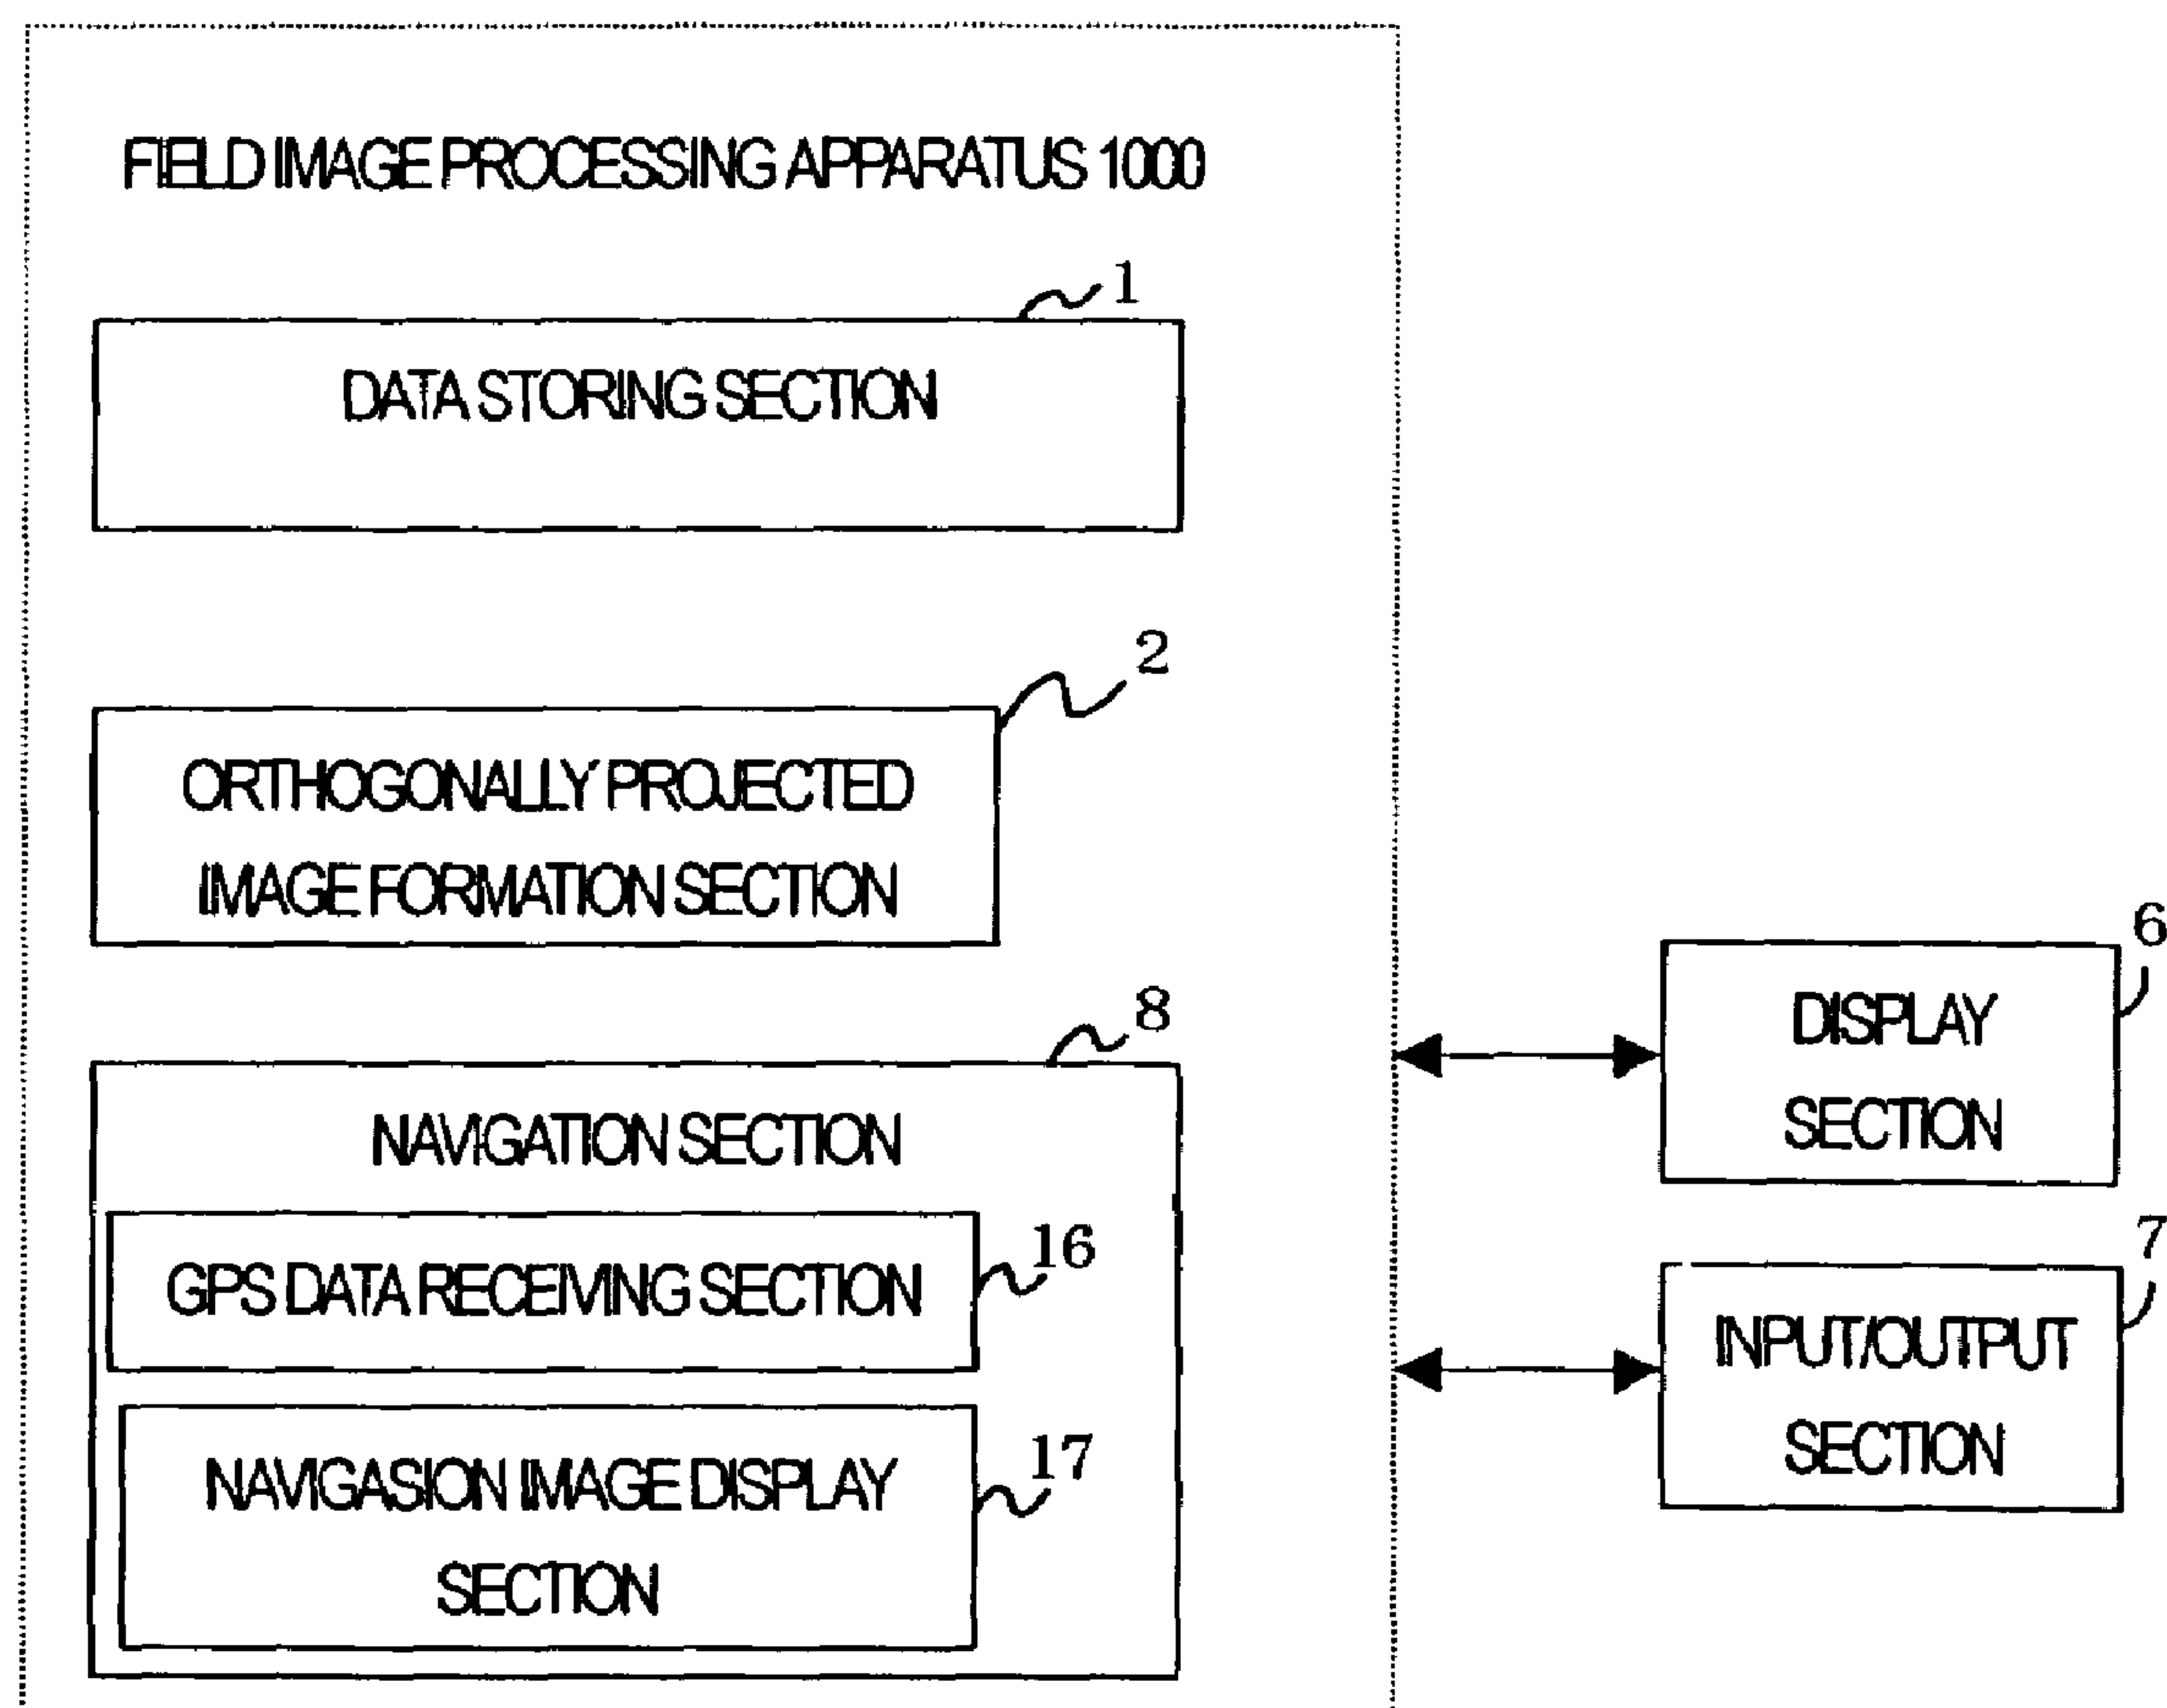 FIELD IMAGE PROCESSING APPARATUS 1000
1
DATA STORING SECTION
2
ORTHOGONALLY PROJECTED
IMAGE FORMATION SECTION
8
NAVIGATION SECTION
16
GPS DATA RECEIVING SECTION
17
NAVIGASION IMAGE DISPLAY
SECTION
6
DISPLAY
SECTION
7
INPUT/OUTPUT
SECTION